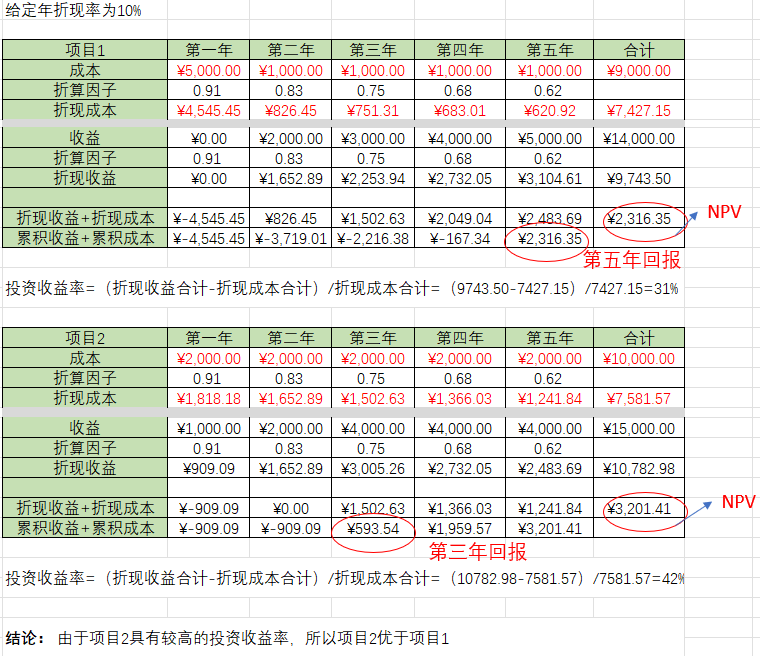 给定年折现率为10%
项目1 第一年 第二年 第三年 第四年 第五年 合计
成本 ¥5,000.00 ¥1,000.00 ¥1,000.00 ¥1,000.00 ¥1,000.00 ¥9,000.00
折算因子 0.91 0.83 0.75 0.68 0.62
折现成本 ¥4,545.45 ¥826.45 ¥751.31 ¥683.01 ¥620.92 ¥7,427.15
收益 ¥0.00 ¥2,000.00 ¥3,000.00 ¥4,000.00 ¥5,000.00 ¥14,000.00
折算因子 0.91 0.83 0.75 0.68 0.62
折现收益 ¥0.00 ¥1,652.89 ¥2,253.94 ¥2,732.05 ¥3,104.61 ¥9,743.50
折现收益+折现成本 ¥-4,545.45 ¥826.45 ¥1,502.63 ¥2,049.04 ¥2,483.69 ¥2,316.35 NPV
累积收益+累积成本 ¥-4,545.45 ¥-3,719.01 ¥-2,216.38 ¥-167.34 ¥2,316.35
第五年回报
投资收益率=（折现收益合计-折现成本合计）/折现成本合计=（9743.50-7427.15）/7427.15=31%
项目2 第一年 第二年 第三年 第四年 第五年 合计
成本 ¥2,000.00 ¥2,000.00 ¥2,000.00 ¥2,000.00 ¥2,000.00 ¥10,000.00
折算因子 0.91 0.83 0.75 0.68 0.62
折现成本 ¥1,818.18 ¥1,652.89 ¥1,502.63 ¥1,366.03 ¥1,241.84 ¥7,581.57
收益 ¥1,000.00 ¥2,000.00 ¥4,000.00 ¥4,000.00 ¥4,000.00 ¥15,000.00
折算因子 0.91 0.83 0.75 0.68 0.62
折现收益 ¥909.09 ¥1,652.89 ¥3,005.26 ¥2,732.05 ¥2,483.69 ¥10,782.98
折现收益+折现成本 ¥-909.09 ¥0.00 ¥1,502.63 ¥1,366.03 ¥1,241.84 ¥3,201.41 NPV
累积收益+累积成本 ¥-909.09 ¥-909.09 ¥593.54 ¥1,959.57 ¥3,201.41
第三年回报
投资收益率=（折现收益合计-折现成本合计）/折现成本合计=（10782.98-7581.57）/7581.57=42%
结论： 由于项目2具有较高的投资收益率，所以项目2优于项目1